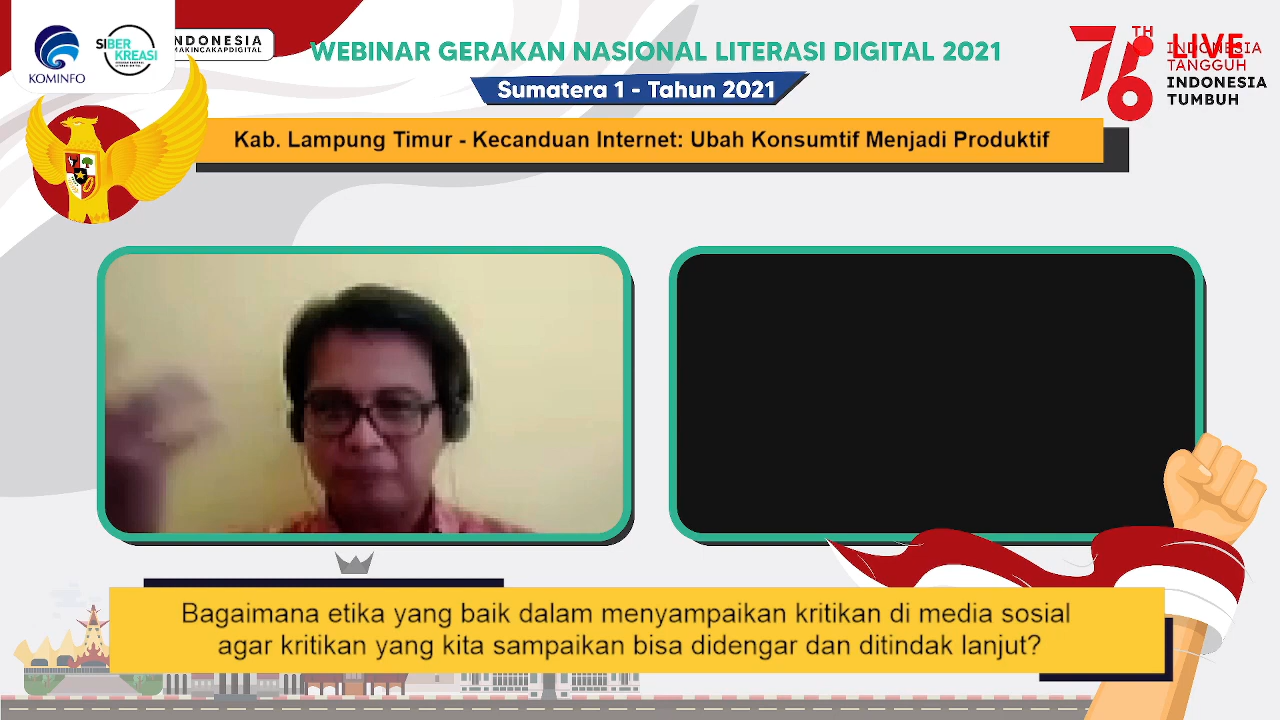 KOMINFO
SIBER
KREASI
INDONESIA
MAKINCAKAPDIGITAL
WEBINAR GERAKAN NASIONAL LITERASI DIGITAL 2021
Sumatera 1 - Tahun 2021
76
TH
LIVE
INDONESIA
TANGGUH
INDONESIA
TUMBUH
Kab. Lampung Timur - Kecanduan Internet: Ubah Konsumtif Menjadi Produktif
Bagaimana etika yang baik dalam menyampaikan kritikan di media sosial
agar kritikan yang kita sampaikan bisa didengar dan ditindak lanjut?